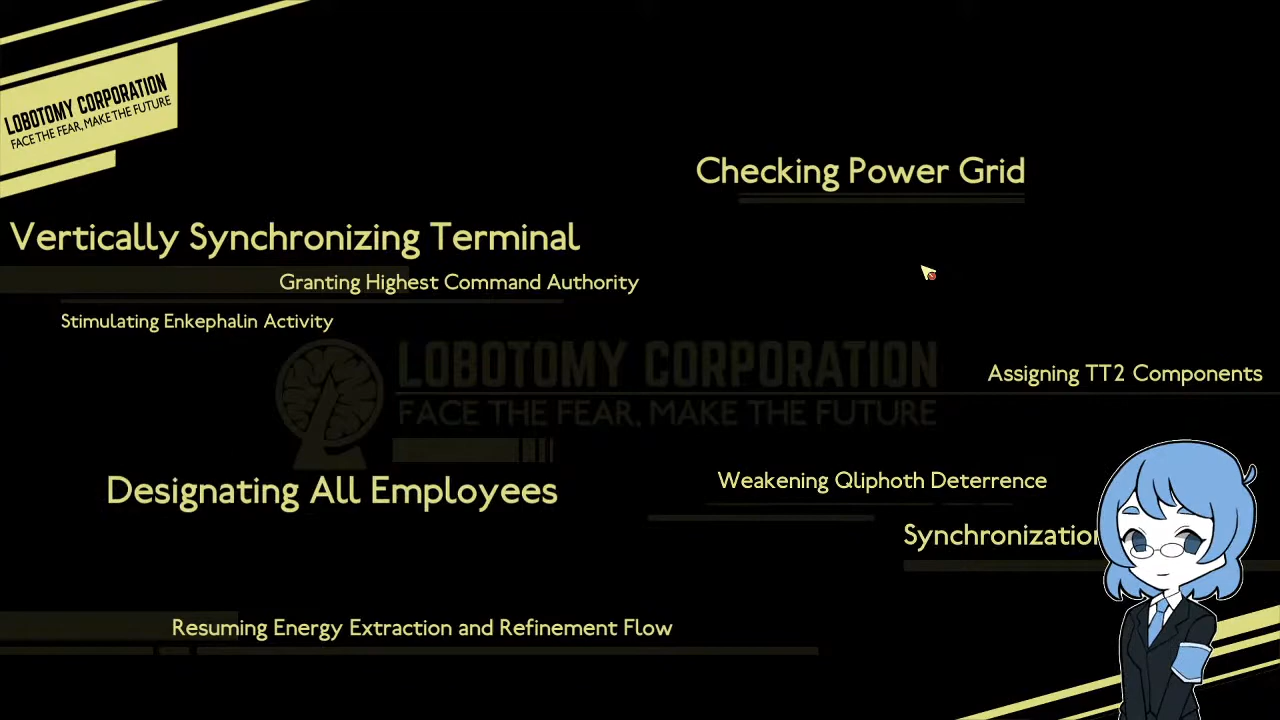 LOBOTOMY CORPORATION
FACE THE FEAR, MAKE THE FUTURE
Checking Power Grid
Vertically Synchronizing Terminal
Granting Highest Command Authority
Stimulating Enkephalin Activity
LOBOTOMY CORPORATION
FACE THE FEAR, MAKE THE FUTURE
Assigning TT2 Components
Weakening Qliphoth Deterrence
Designating All Employees
Synchronization
Resuming Energy Extraction and Refinement Flow